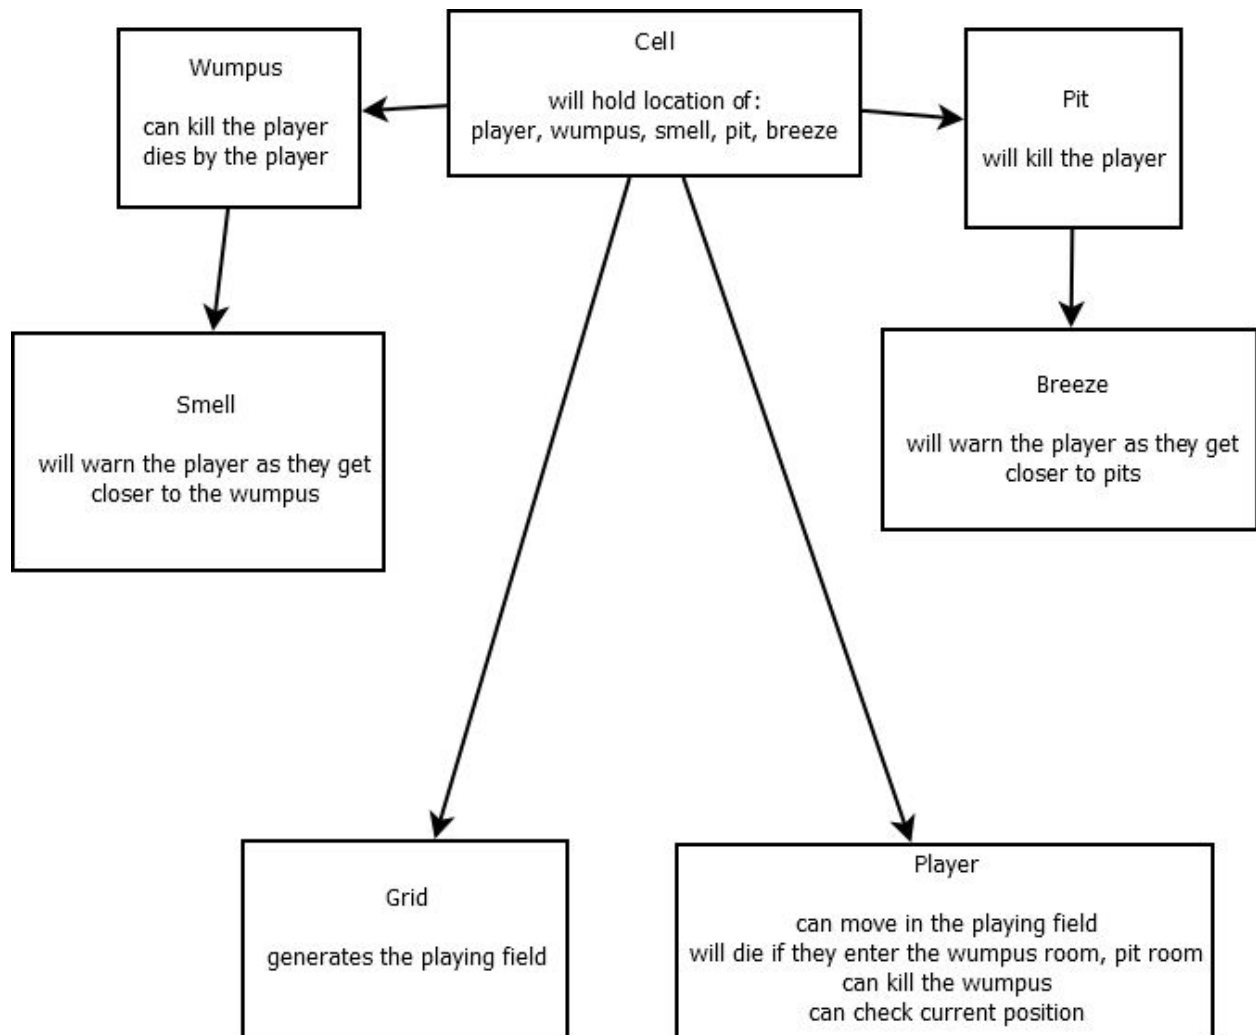 Wumpus
can kill the player
dies by the player
Cell
will hold location of:
player, wumpus, smell, pit, breeze
Pit
will kill the player
Smell
will warn the player as they get
closer to the wumpus
Breeze
will warn the player as they get
closer to pits
Grid
generates the playing field
Player
can move in the playing field
will die if they enter the wumpus room, pit room
can kill the wumpus
can check current position